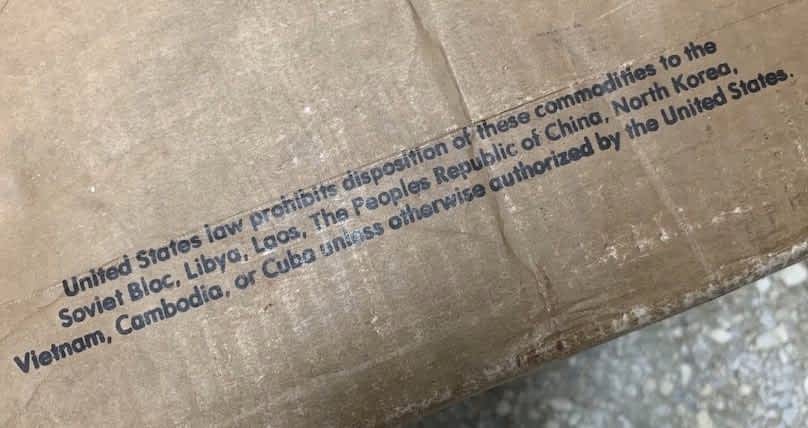 United States law prohibits disposition of these commodities to the
Soviet Bloc, Libya, Laos, The Peoples Republic of China, North Korea,
Vietnam, Cambodia, or Cuba unless otherwise authorized by the United States.